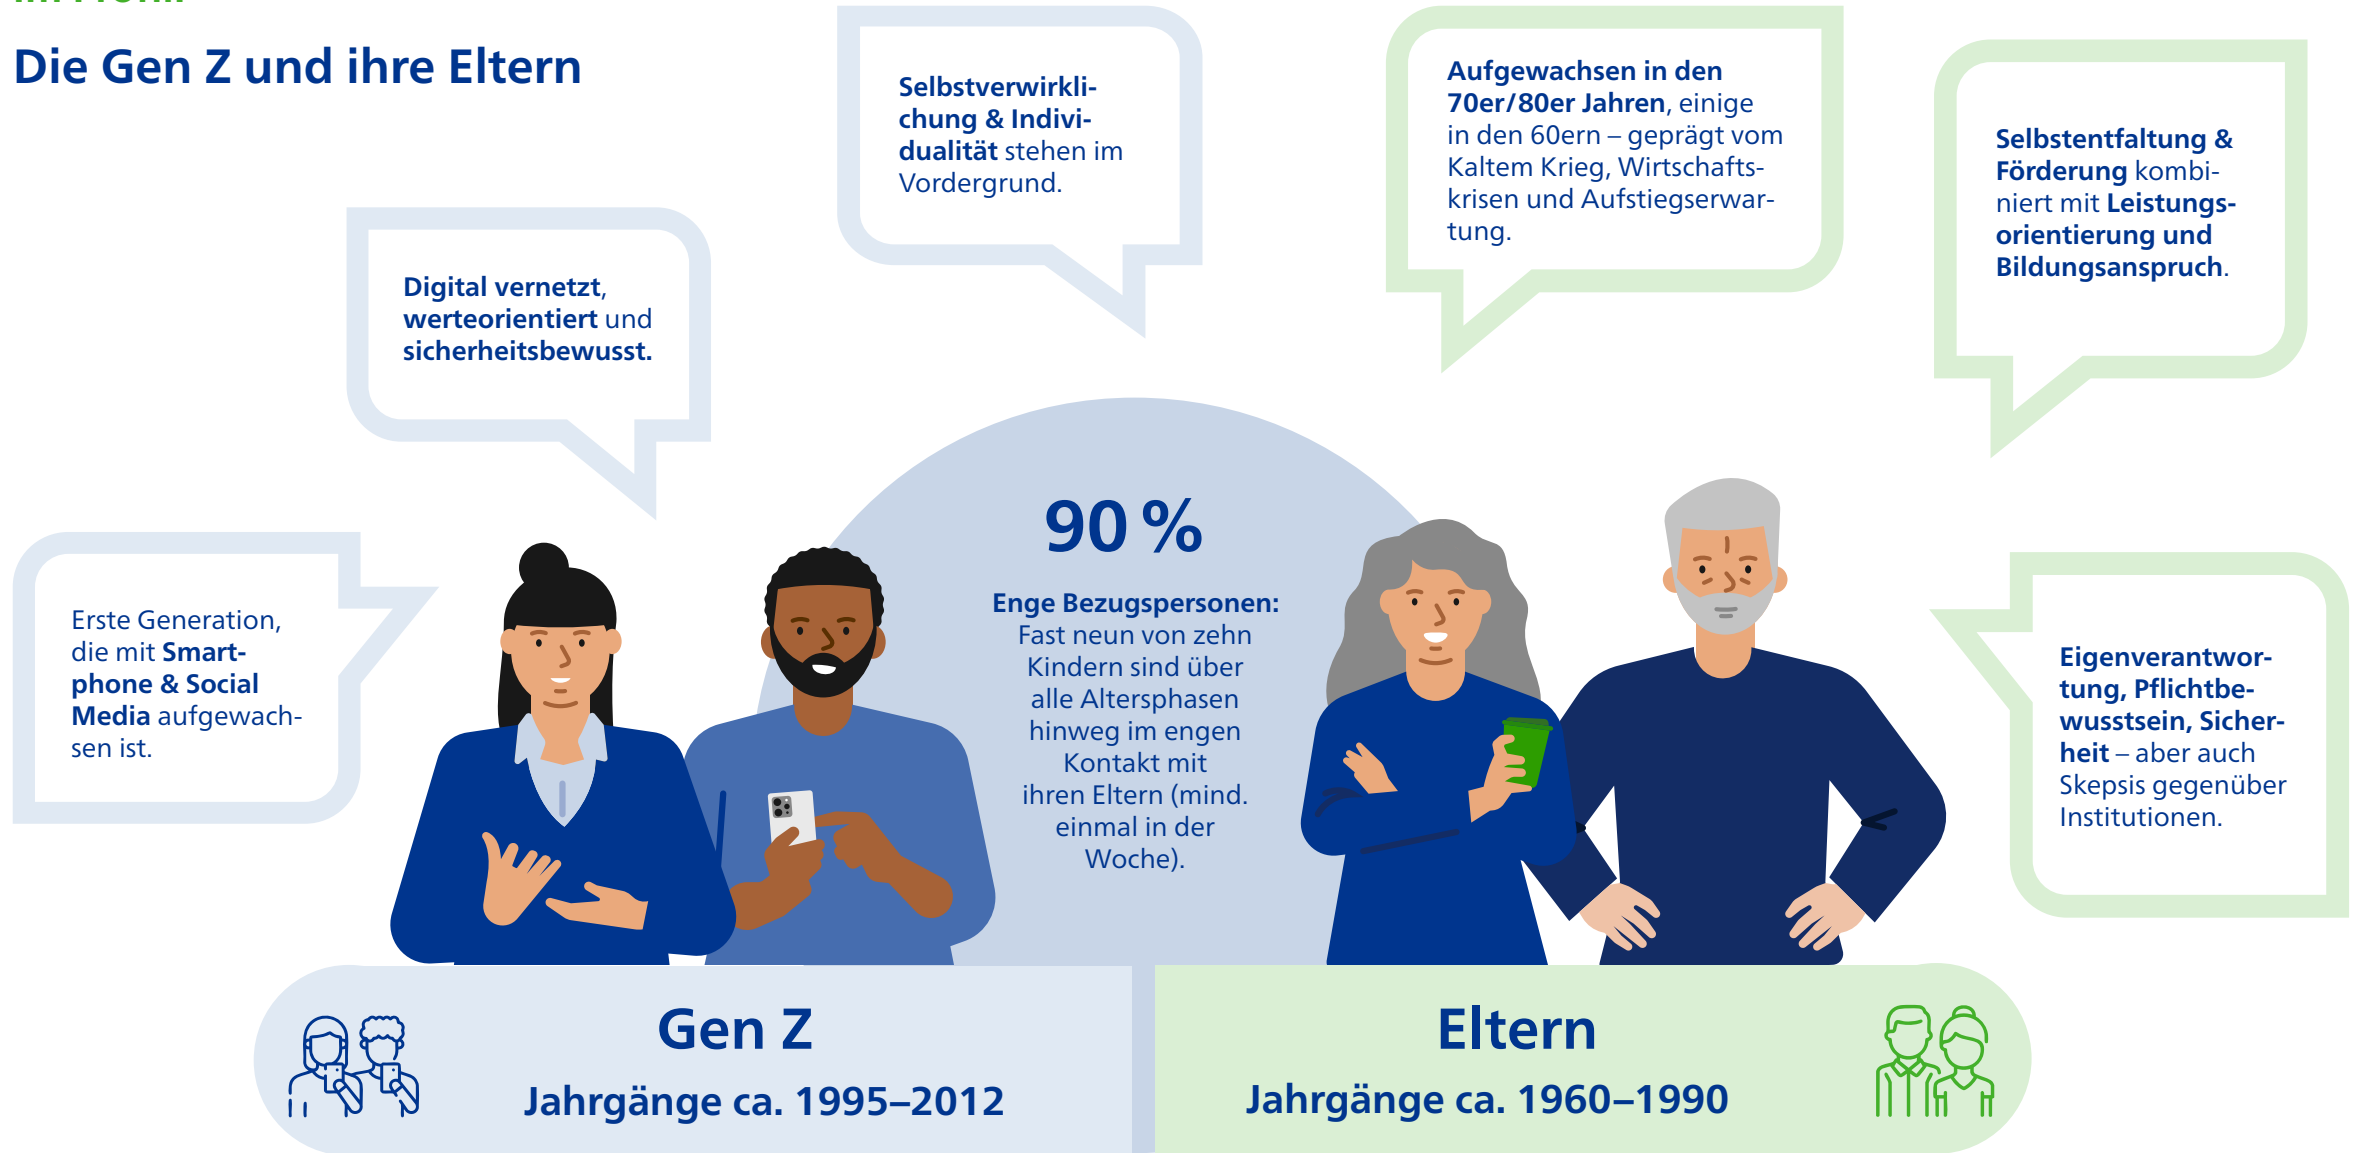 Die Gen Z und ihre Eltern
Selbstverwirkli-
chung & Indivi-
dualität stehen im
Vordergrund.
Aufgewachsen in den
70er/80er Jahren, einige
in den 60ern – geprägt vom
Kaltem Krieg, Wirtschafts-
krisen und Aufstiegserwar-
tung.
Selbstentfaltung &
Förderung kombi-
niert mit Leistungs-
orientierung und
Bildungsanspruch.
Digital vernetzt,
werteorientiert und
sicherheitsbewusst.
Erste Generation,
die mit Smart-
phone & Social
Media aufgewach-
sen ist.
90 %
Enge Bezugspersonen:
Fast neun von zehn
Kindern sind über
alle Altersphasen
hinweg im engen
Kontakt mit
ihren Eltern (mind.
einmal in der
Woche).
Eigenverantwor-
tung, Pflichtbe-
wusstsein, Sicher-
heit – aber auch
Skepsis gegenüber
Institutionen.
Gen Z
Jahrgänge ca. 1995–2012
Eltern
Jahrgänge ca. 1960–1990